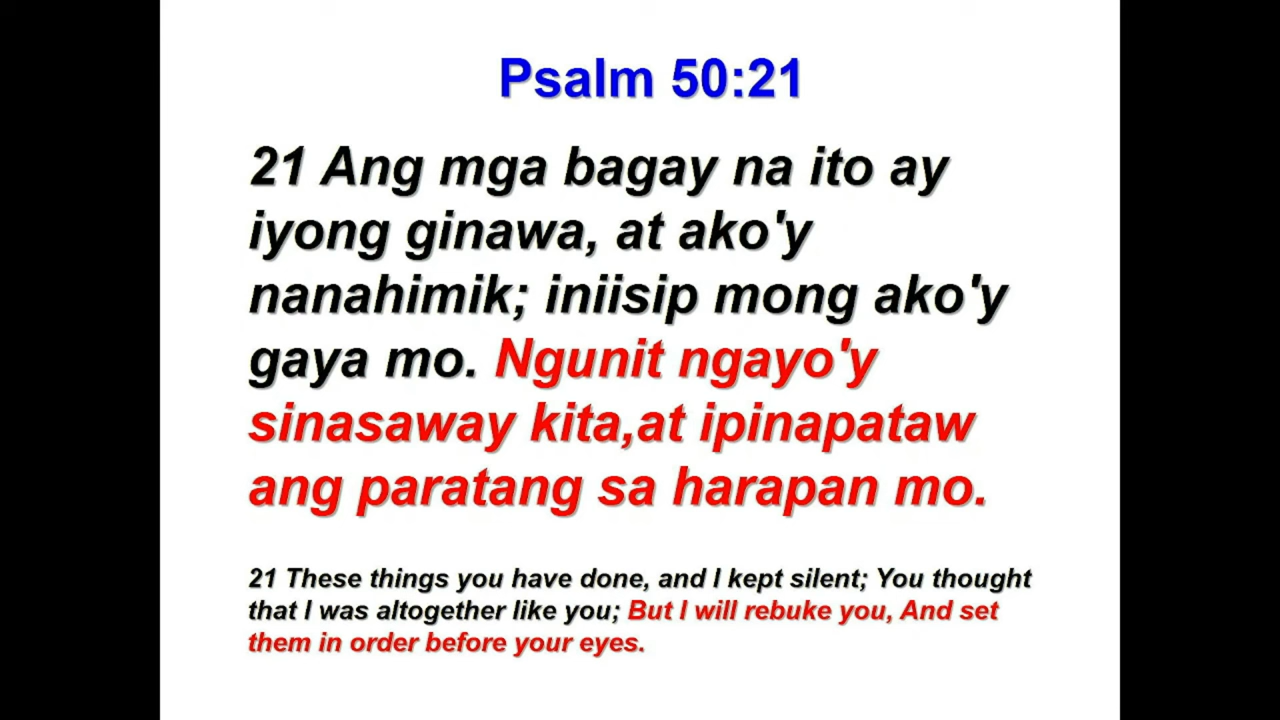 Psalm 50:21
21 Ang mga bagay na ito ay
iyong ginawa, at ako'y
nanahimik; iniisip mong ako'y
gaya mo. Ngunit ngayo'y
sinasaway kita,at ipinapataw
ang paratang sa harapan mo.
21 These things you have done, and I kept silent; You thought
that I was altogether like you; But I will rebuke you, And set
them in order before your eyes.